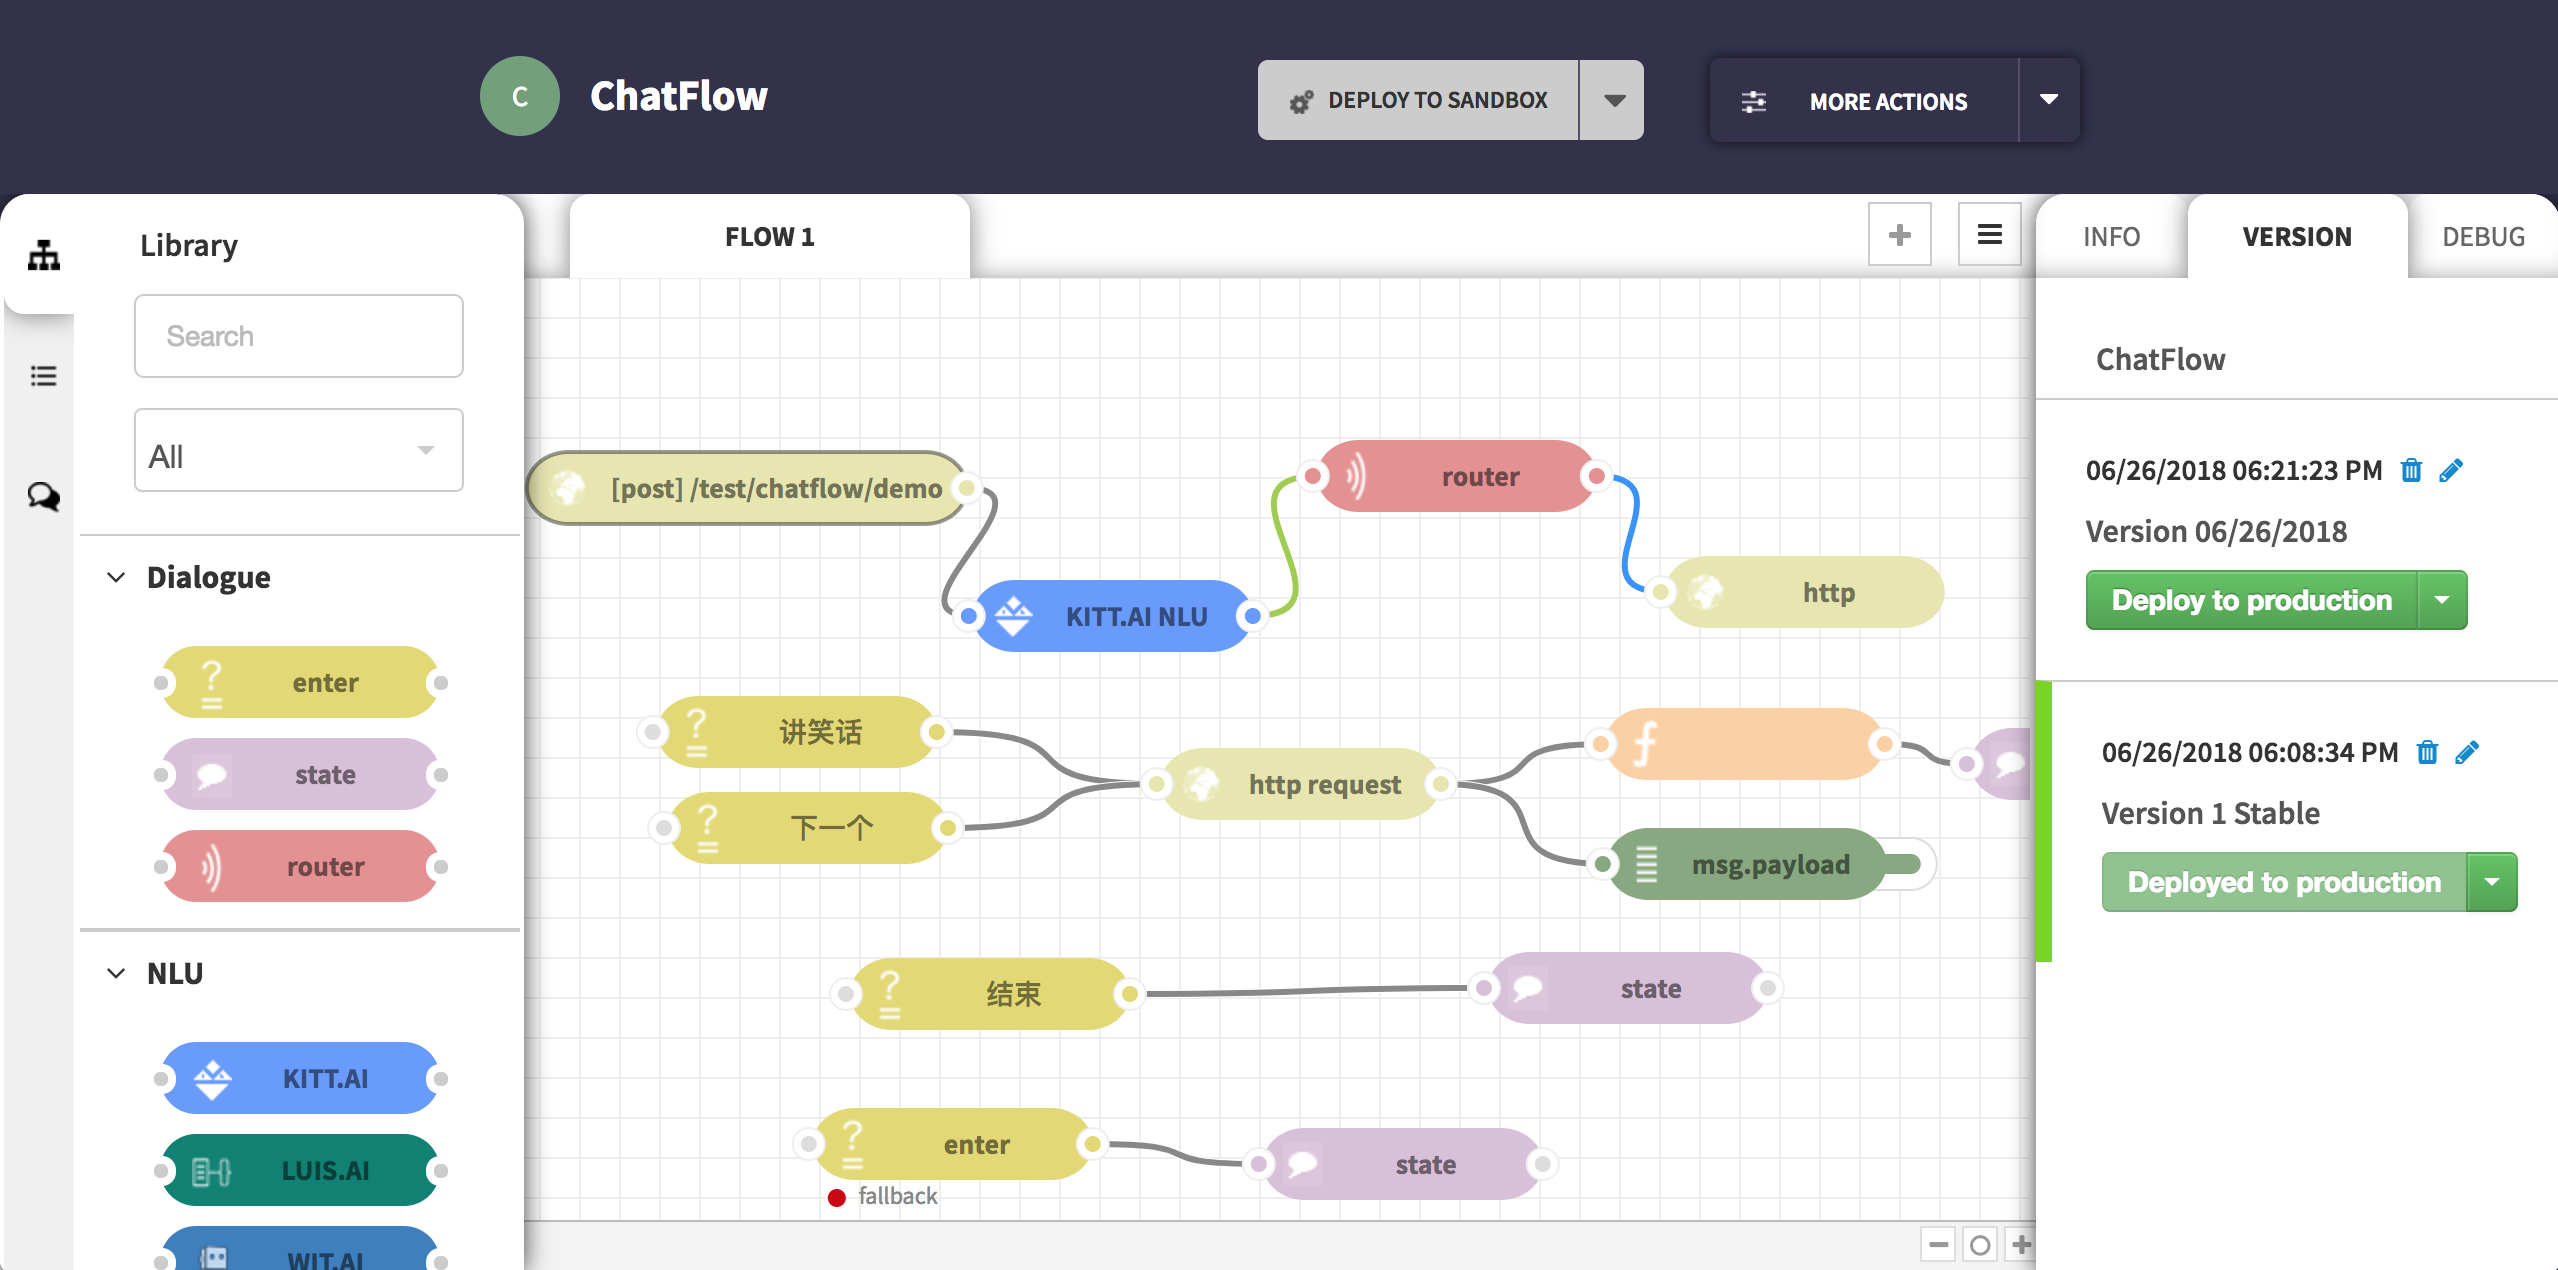 C
ChatFlow
DEPLOY TO SANDBOX
MORE ACTIONS
Library
Search
All
Dialogue
enter
state
router
NLU
KITT.AI
LUIS.AI
WIT.AI
FLOW 1
[post] /test/chatflow/demo
router
KITT.AI NLU
http
讲笑话
下一个
http request
msg.payload
结束
state
enter
fallback
state
INFO
VERSION
DEBUG
ChatFlow
06/26/2018 06:21:23 PM
Version 06/26/2018
Deploy to production
06/26/2018 06:08:34 PM
Version 1 Stable
Deployed to production